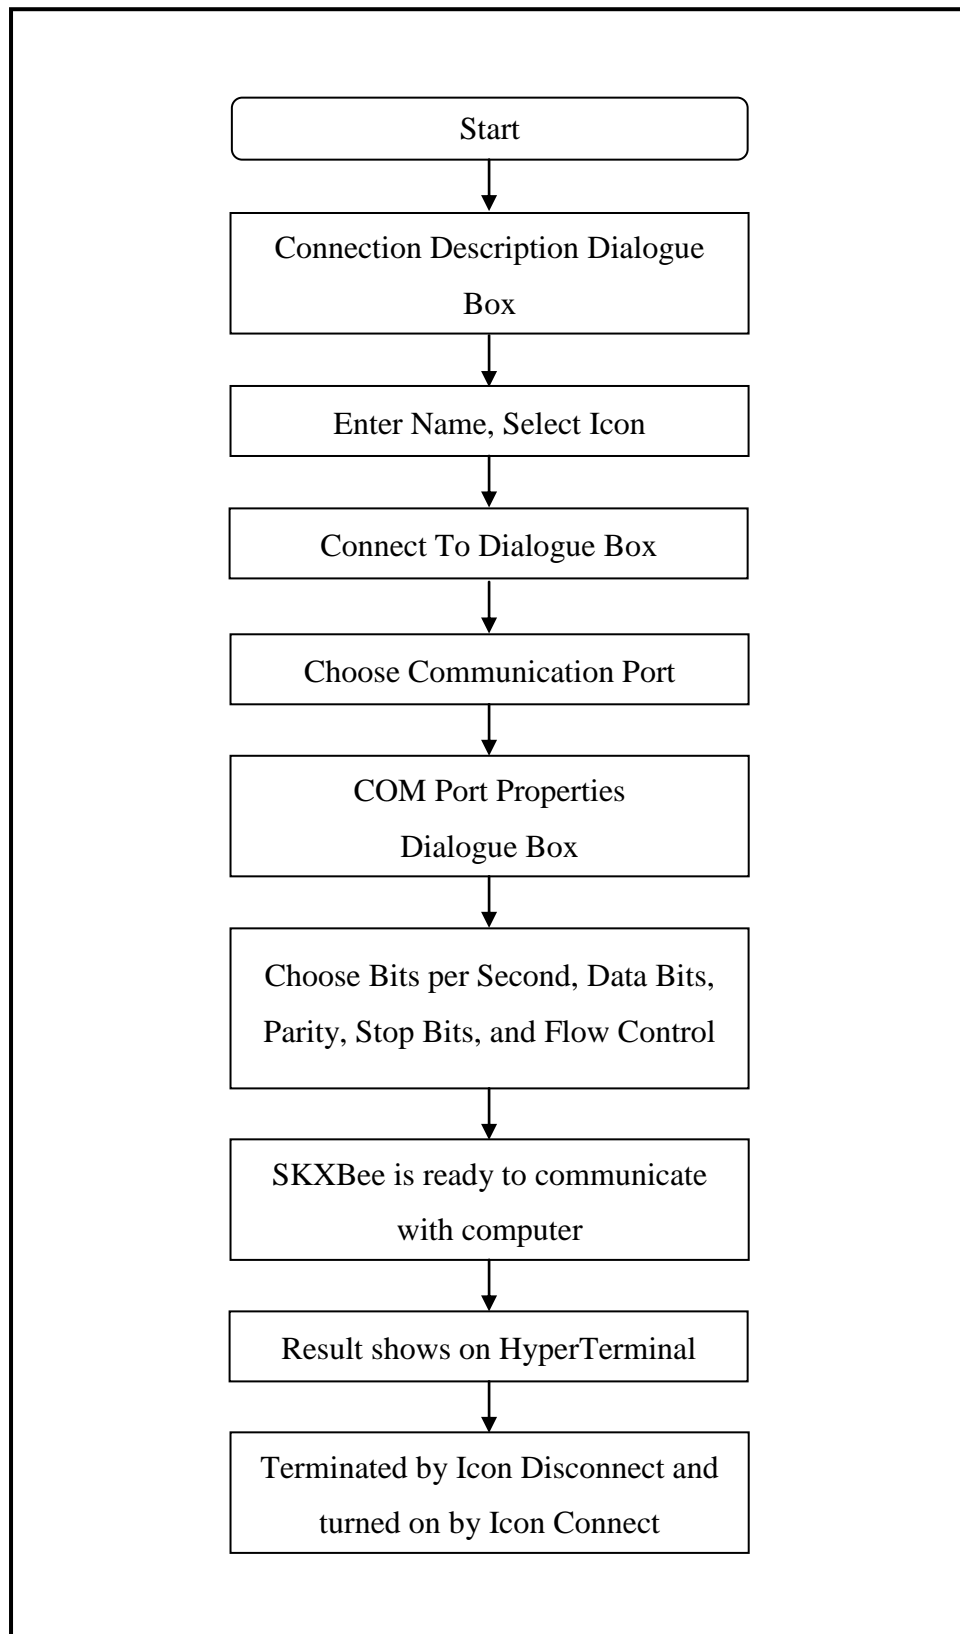 Start
Connection Description Dialogue
Box
Enter Name, Select Icon
Connect To Dialogue Box
Choose Communication Port
COM Port Properties
Dialogue Box
Choose Bits per Second, Data Bits,
Parity, Stop Bits, and Flow Control
SKXBee is ready to communicate
with computer
Result shows on HyperTerminal
Terminated by Icon Disconnect and
turned on by Icon Connect